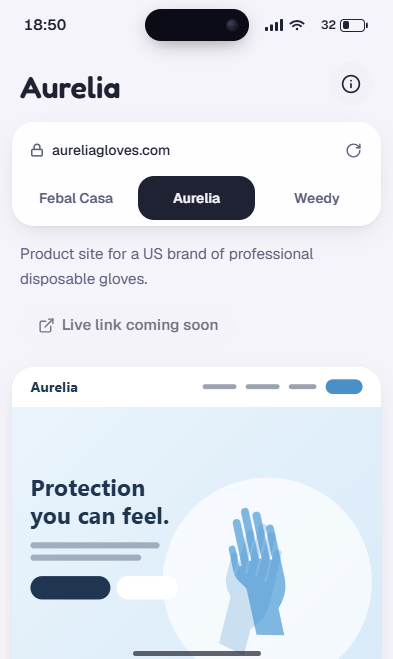 18:50
32
Aurelia
aureliagloves.com
Febal Casa Aurelia Weedy
Product site for a US brand of professional
disposable gloves.
Live link coming soon
Aurelia
Protection
you can feel.